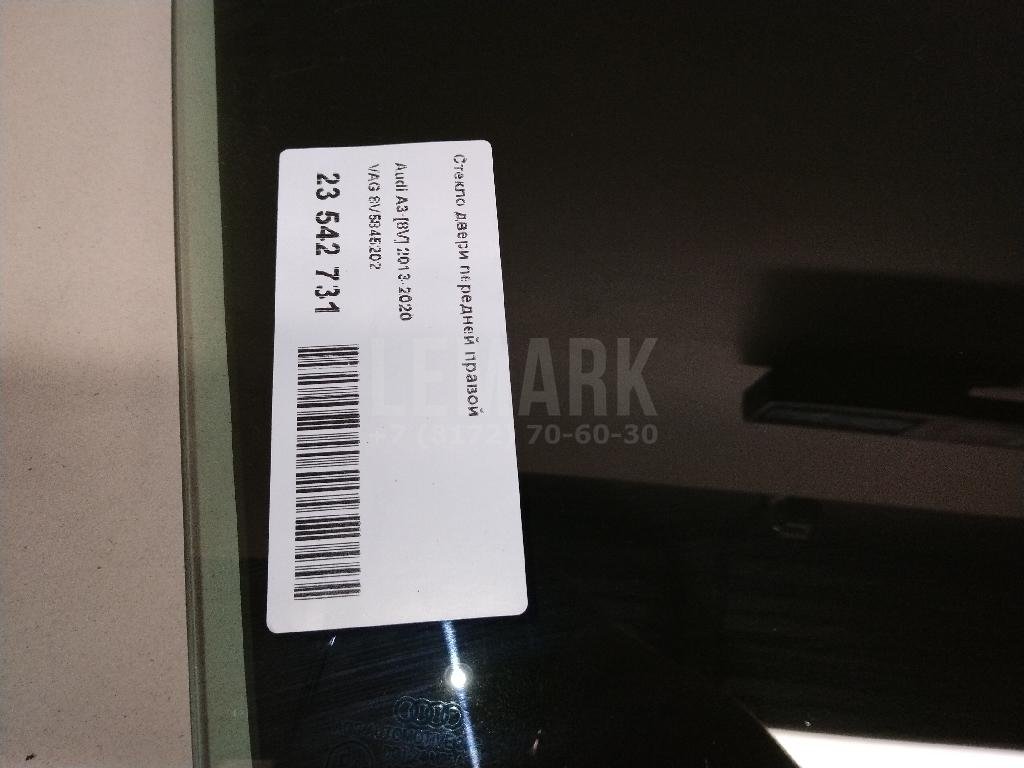 Стекло двери передней правой
Audi A3 [8V] 2013-2020
VAG 8V5845202
23 542 731
LEMARK
+7 (3172) 70-60-30